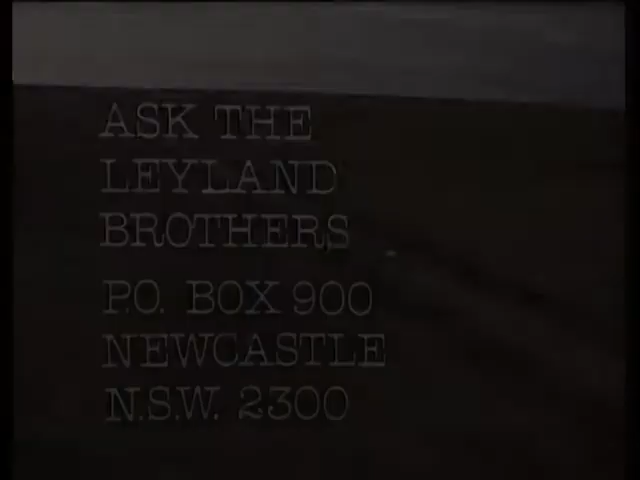 ASK THE
LEYLAND
BROTHERS
P.O. BOX 900
NEWCASTLE
N.S.W. 2300